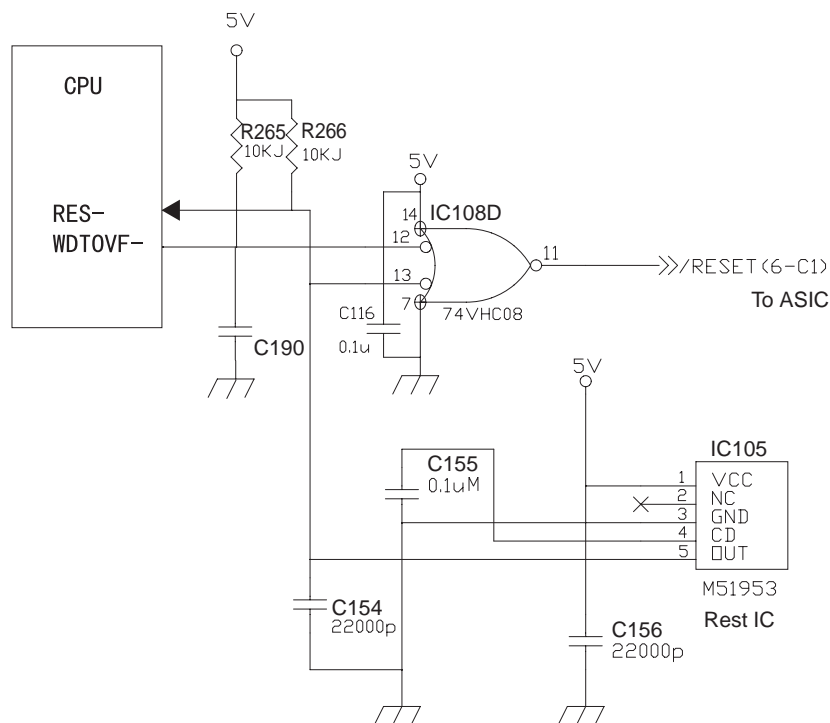 5V
CPU
R265
10KJ
R266
10KJ
5V
RES-
WDTOVF-
14
IC108D
12
11
13
7
74VHC08
/RESET(6-C1)
To ASIC
C116
0.1u
C190
5V
IC105
C155
0.1uM
1 VCC
2 NC
3 GND
4 CD
5 OUT
M51953
Rest IC
C154
22000p
C156
22000p